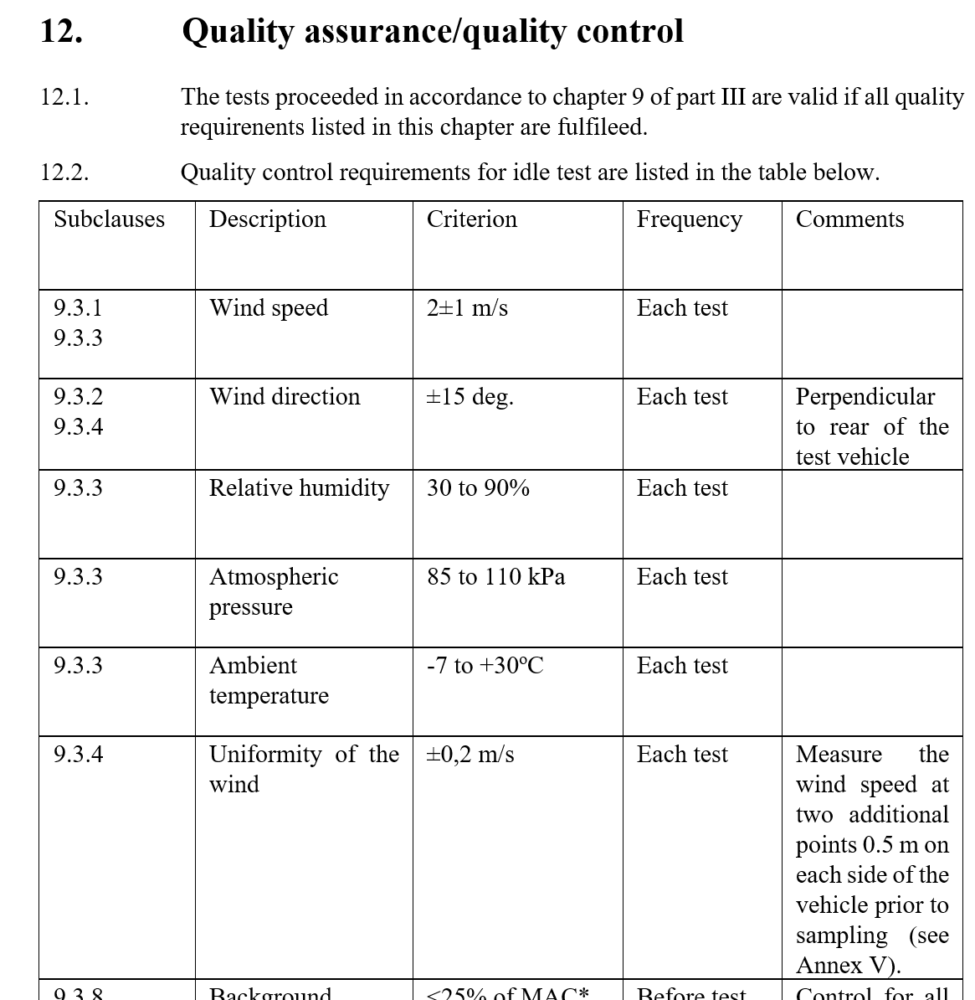 12. Quality assurance/quality control
12.1. The tests proceeded in accordance to chapter 9 of part III are valid if all quality
requirenents listed in this chapter are fulfileed.
12.2. Quality control requirements for idle test are listed in the table below.
Subclauses Description Criterion Frequency Comments
9.3.1 Wind speed 2±1 m/s Each test
9.3.3
9.3.2 Wind direction ±15 deg. Each test Perpendicular
9.3.4 to rear of the
test vehicle
9.3.3 Relative humidity 30 to 90% Each test
9.3.3 Atmospheric 85 to 110 kPa Each test
pressure
9.3.3 Ambient -7 to +30ºC Each test
temperature
9.3.4 Uniformity of the ±0,2 m/s Each test Measure the
wind wind speed at
two additional
points 0.5 m on
each side of the
vehicle prior to
sampling (see
Annex V).
9.3.8 Background <25% of MAC* Before test Control for all